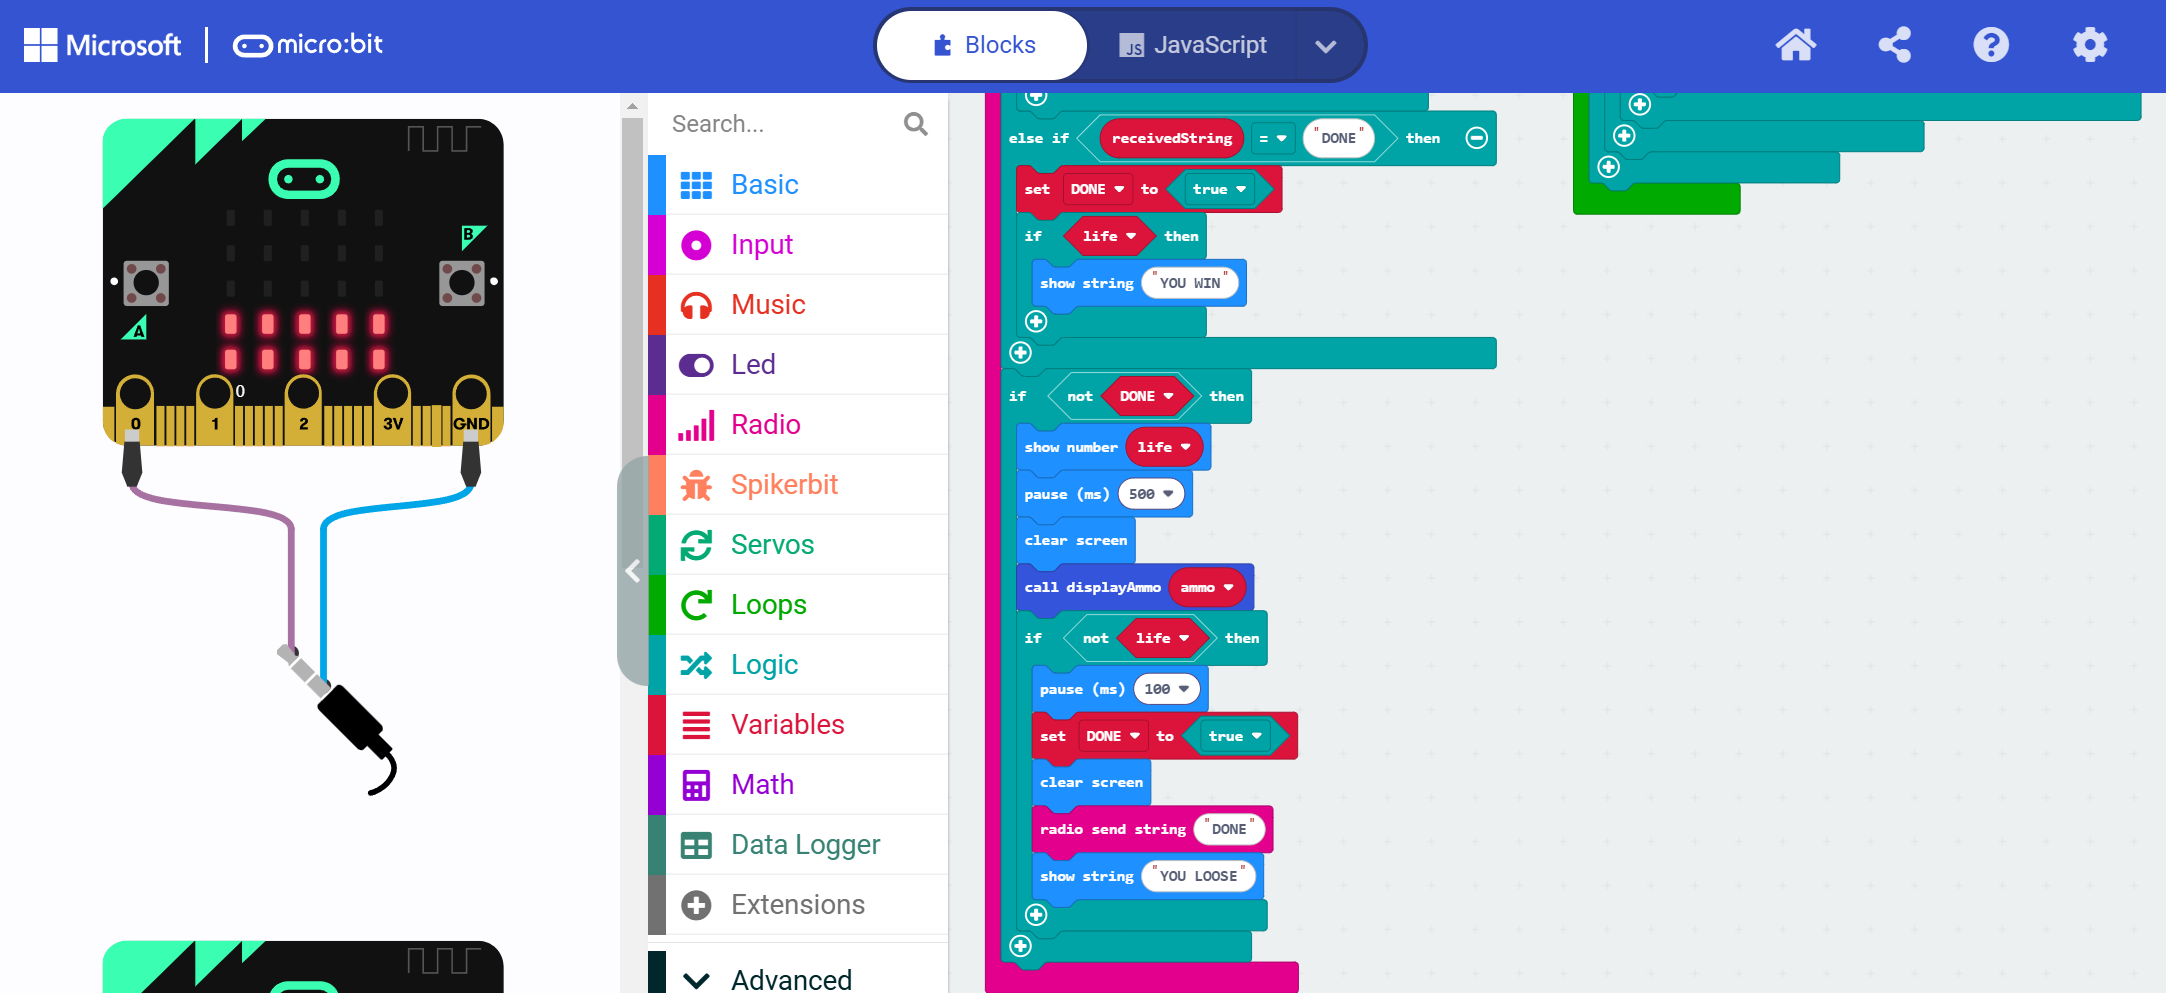 Microsoft
micro:bit
Blocks
JS JavaScript
B
A
0
0 1 2 3V GND
Search...
Basic
Input
Music
Led
Radio
Spikerbit
Servos
Loops
Logic
Variables
Math
Data Logger
Extensions
Advanced
else if receivedString = "DONE" then
set DONE to true
if life then
show string "YOU WIN"
if not DONE then
show number life
pause (ms) 500
clear screen
call displayAmmo ammo
if not life then
pause (ms) 100
set DONE to true
clear screen
radio send string "DONE"
show string "YOU LOOSE"